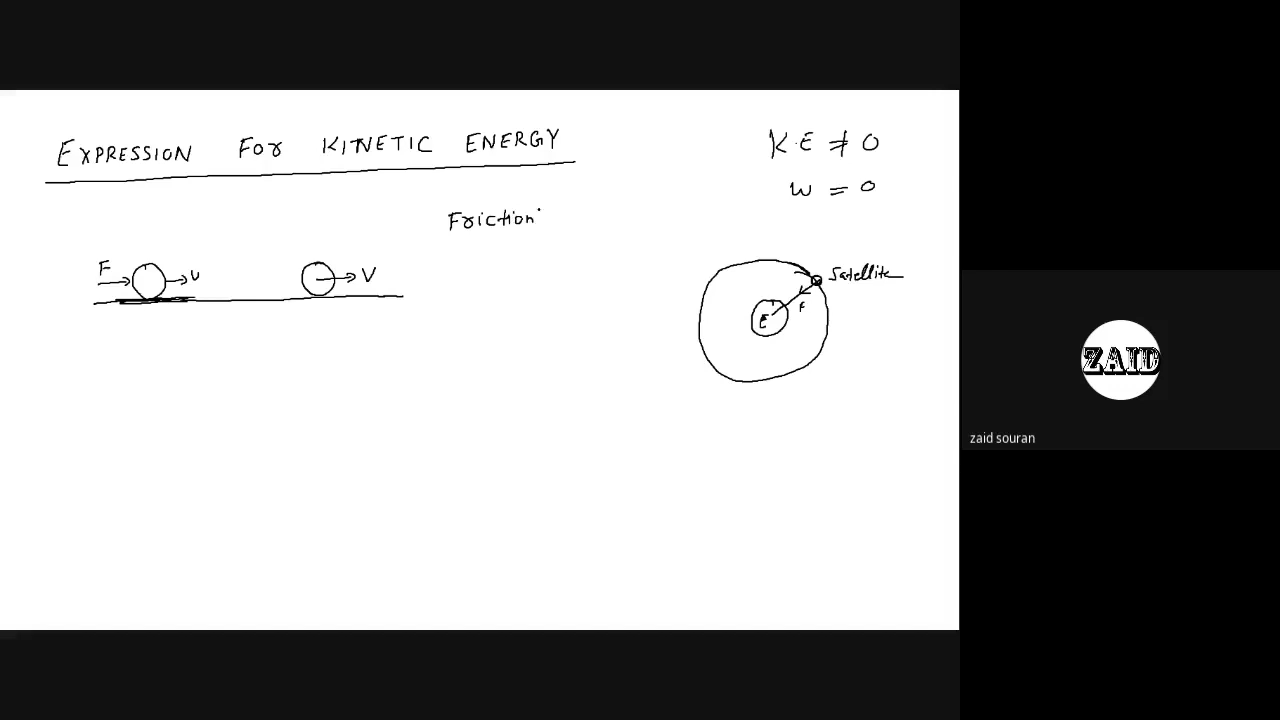 EXPRESSION FOR KINETIC ENERGY
K.E ≠ 0
W = 0
Friction
F
u
V
Satellite
F
E
ZAID
zaid souran